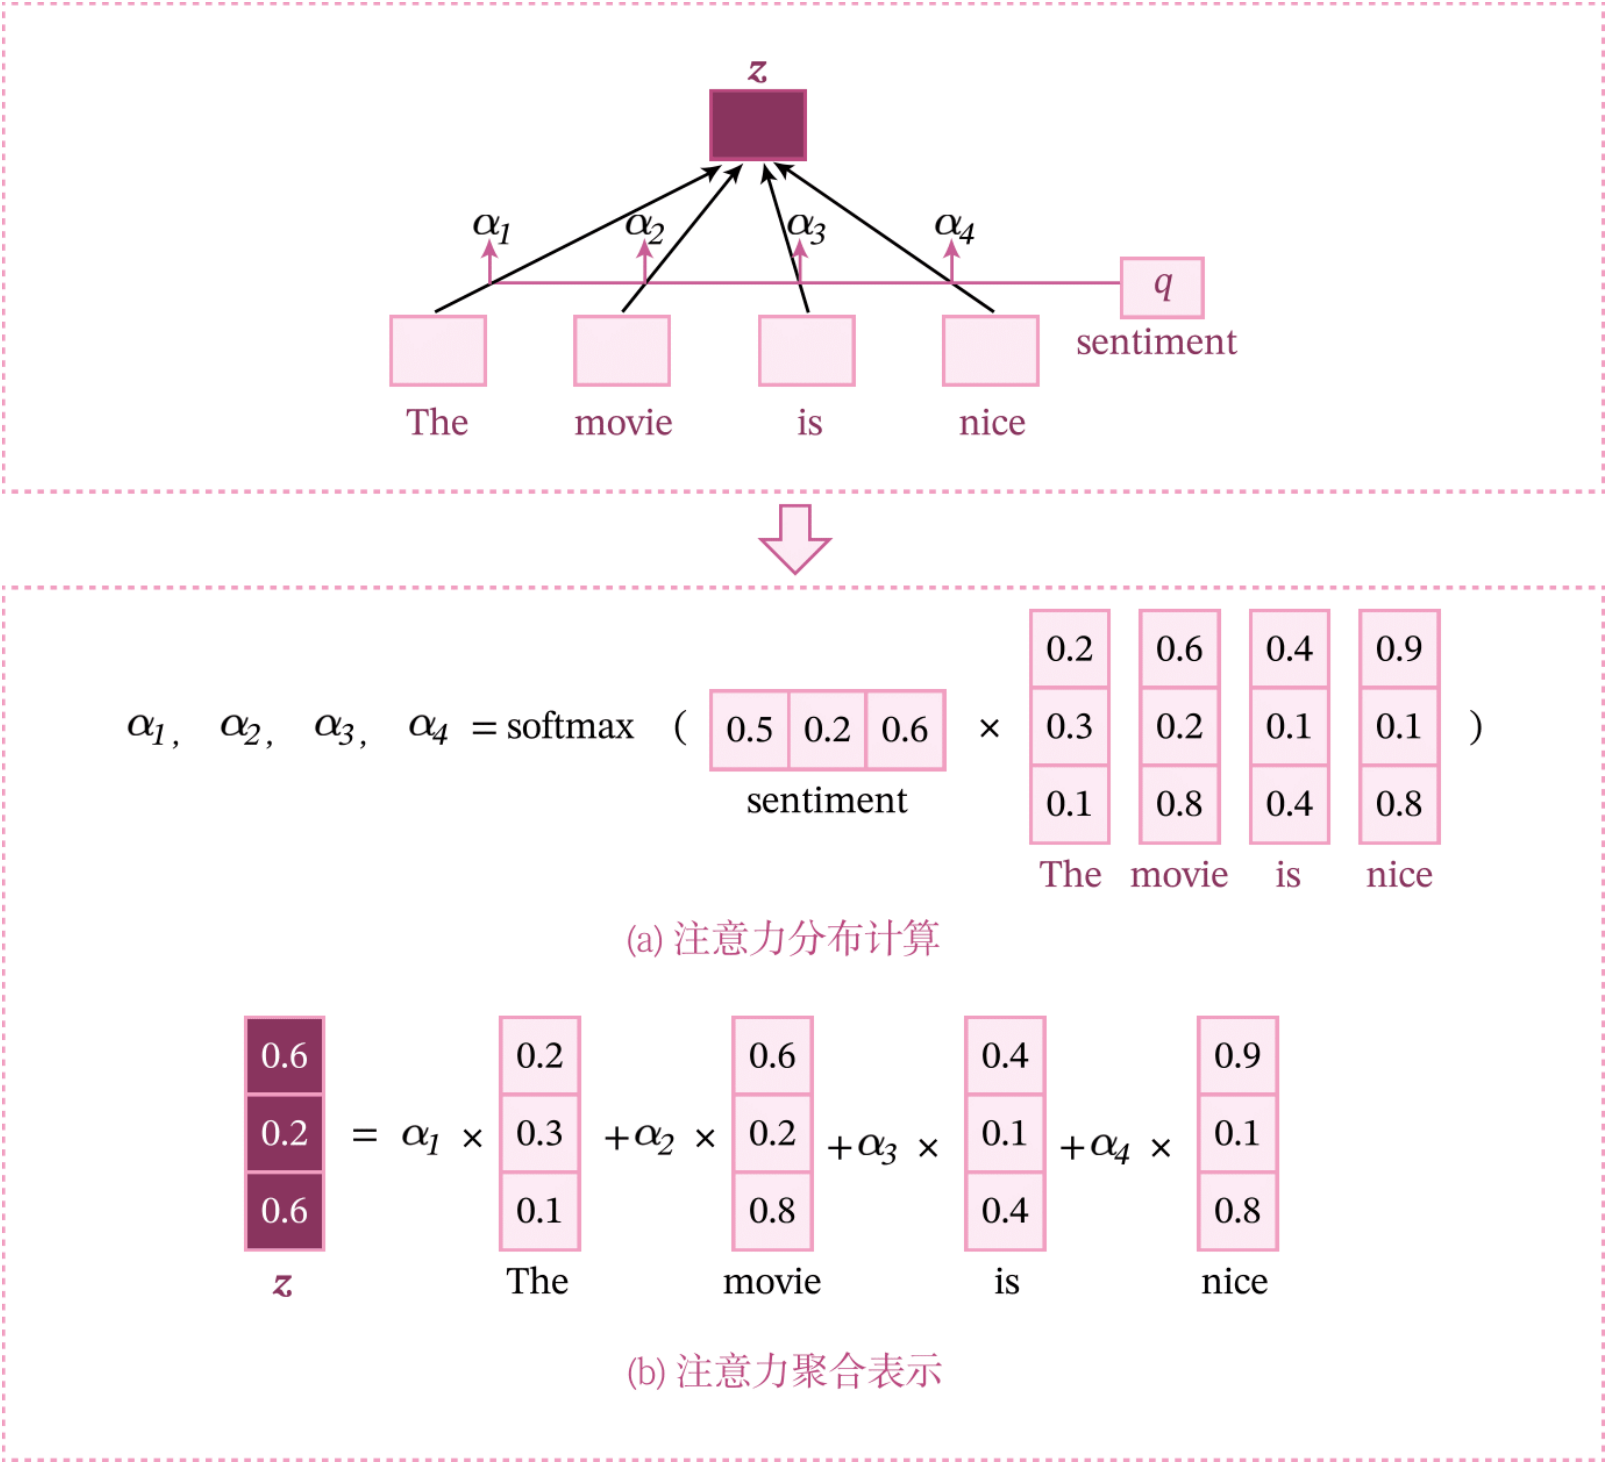 z
α1 α2 α3 α4
q
sentiment
The movie is nice
0.2 0.6 0.4 0.9
α1, α2, α3, α4 = softmax ( 0.5 0.2 0.6 × 0.3 0.2 0.1 0.1 )
sentiment
0.1 0.8 0.4 0.8
The movie is nice
(a) 注意力分布计算
0.6 0.2 0.6 0.4 0.9
0.2 = α1 × 0.3 +α2 × 0.2 +α3 × 0.1 +α4 × 0.1
0.6 0.1 0.8 0.4 0.8
z The movie is nice
(b) 注意力聚合表示